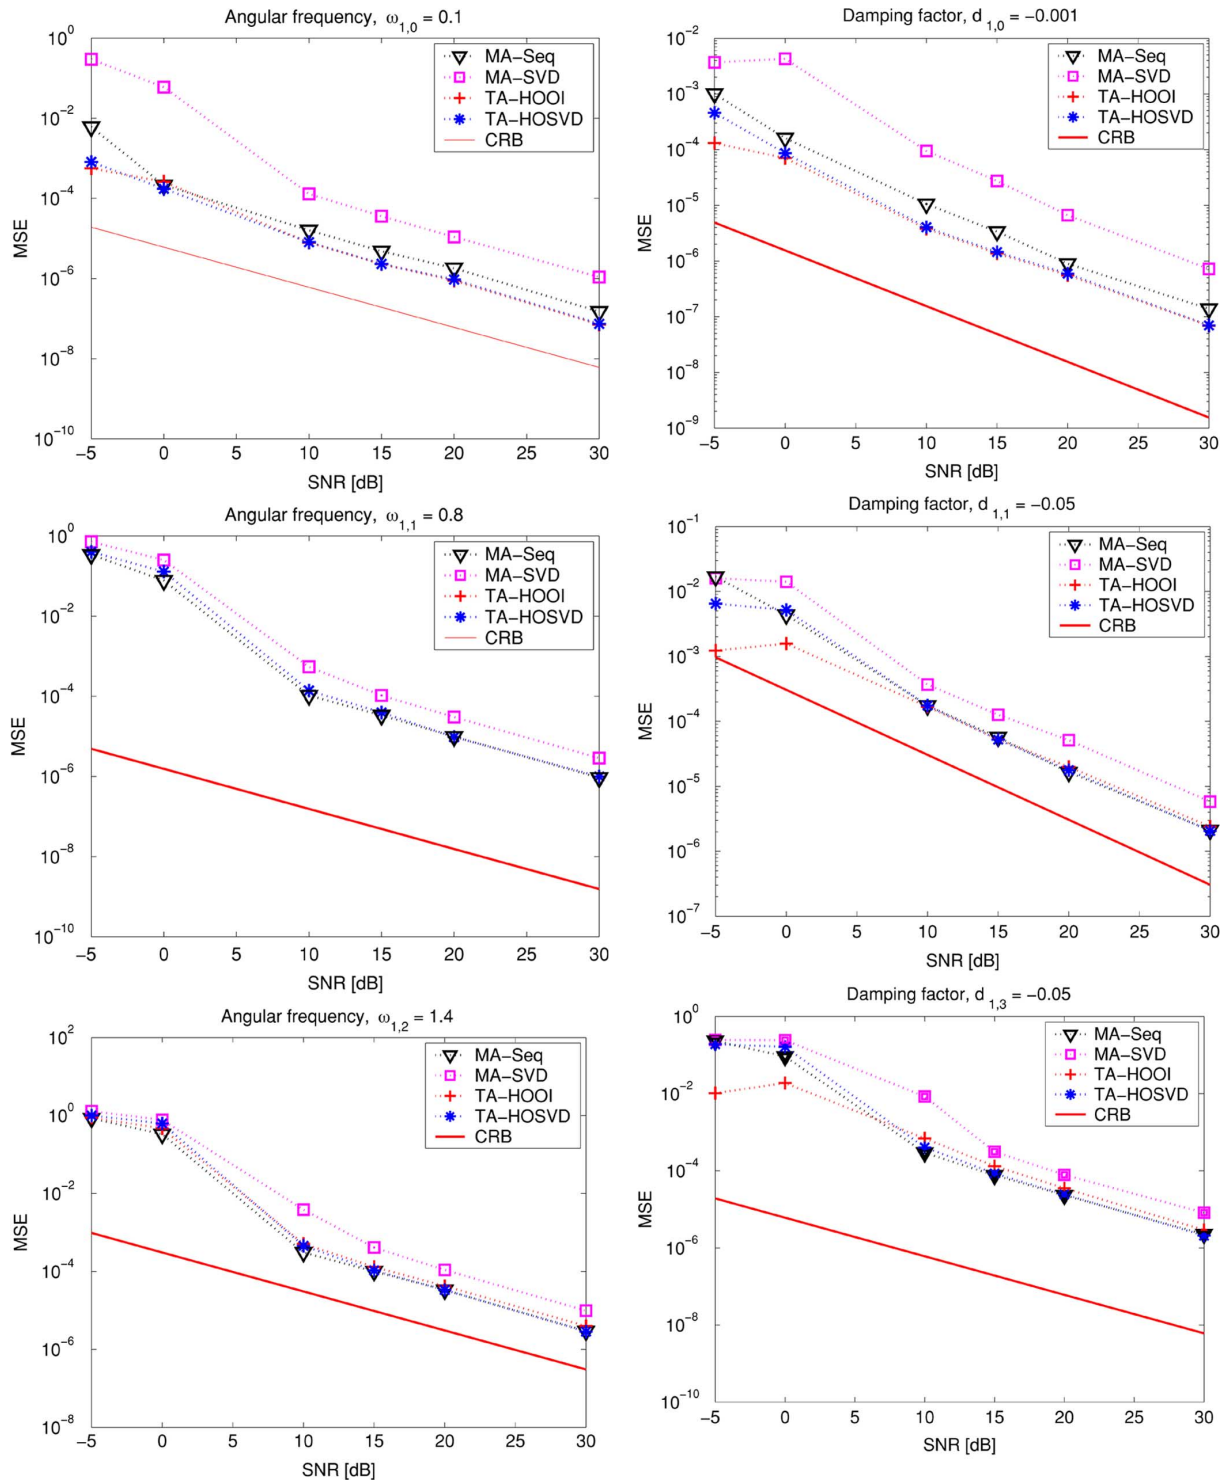 Angular frequency, ω1,0 = 0.1
10^0
10^−2
10^−4
10^−6
10^−8
10^−10
MSE
−5 0 5 10 15 20 25 30
SNR [dB]
MA−Seq
MA−SVD
TA−HOOI
TA−HOSVD
CRB
Damping factor, d1,0 = −0.001
10^−2
10^−3
10^−4
10^−5
10^−6
10^−7
10^−8
10^−9
MSE
−5 0 5 10 15 20 25 30
SNR [dB]
MA−Seq
MA−SVD
TA−HOOI
TA−HOSVD
CRB
Angular frequency, ω1,1 = 0.8
10^0
10^−2
10^−4
10^−6
10^−8
10^−10
MSE
−5 0 5 10 15 20 25 30
SNR [dB]
MA−Seq
MA−SVD
TA−HOOI
TA−HOSVD
CRB
Damping factor, d1,1 = −0.05
10^−1
10^−2
10^−3
10^−4
10^−5
10^−6
10^−7
MSE
−5 0 5 10 15 20 25 30
SNR [dB]
MA−Seq
MA−SVD
TA−HOOI
TA−HOSVD
CRB
Angular frequency, ω1,2 = 1.4
10^2
10^0
10^−2
10^−4
10^−6
10^−8
MSE
−5 0 5 10 15 20 25 30
SNR [dB]
MA−Seq
MA−SVD
TA−HOOI
TA−HOSVD
CRB
Damping factor, d1,3 = −0.05
10^0
10^−2
10^−4
10^−6
10^−8
10^−10
MSE
−5 0 5 10 15 20 25 30
SNR [dB]
MA−Seq
MA−SVD
TA−HOOI
TA−HOSVD
CRB